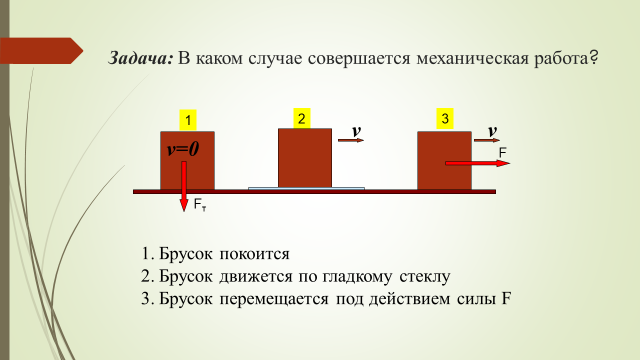 Задача: В каком случае совершается механическая работа?
1
2
3
v=0
v
v
F
Fт
1. Брусок покоится
2. Брусок движется по гладкому стеклу
3. Брусок перемещается под действием силы F